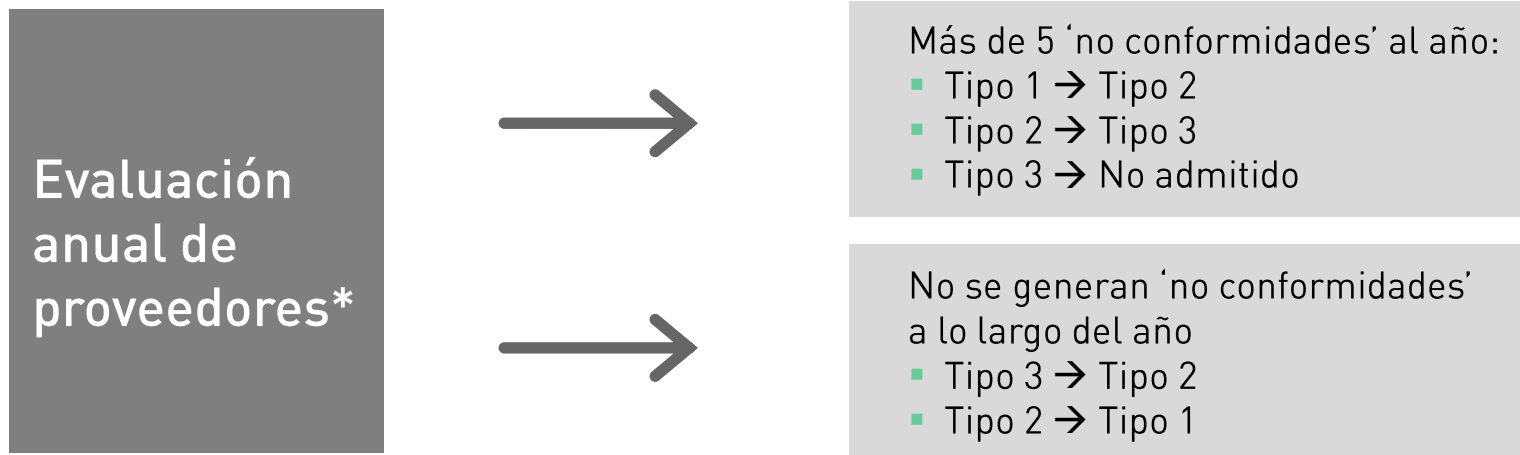 Evaluación
anual de
proveedores*
Más de 5 ‘no conformidades’ al año:
▪ Tipo 1 → Tipo 2
▪ Tipo 2 → Tipo 3
▪ Tipo 3 → No admitido
No se generan ‘no conformidades’
a lo largo del año
▪ Tipo 3 → Tipo 2
▪ Tipo 2 → Tipo 1